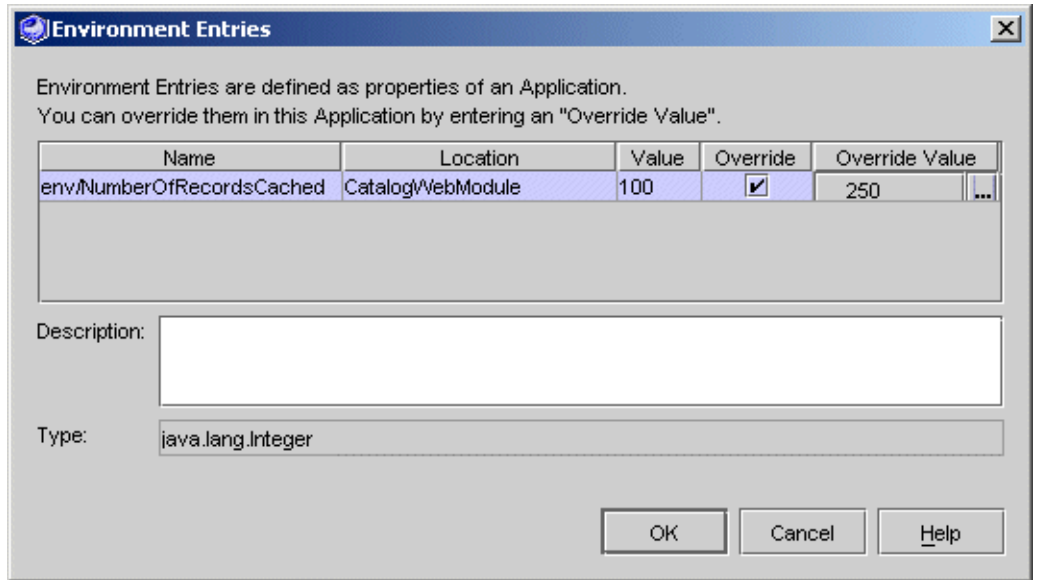 Environment Entries
Environment Entries are defined as properties of an Application.
You can override them in this Application by entering an "Override Value".
Name Location Value Override Override Value
env/NumberOfRecordsCached CatalogWebModule 100 250 ...
Description:
Type: java.lang.Integer
OK Cancel Help